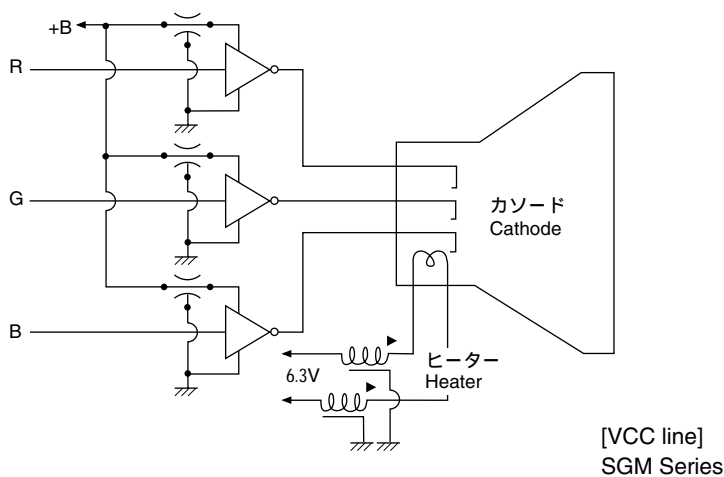 +B
R
G
カソード
Cathode
B
6.3V
ヒーター
Heater
[VCC line]
SGM Series